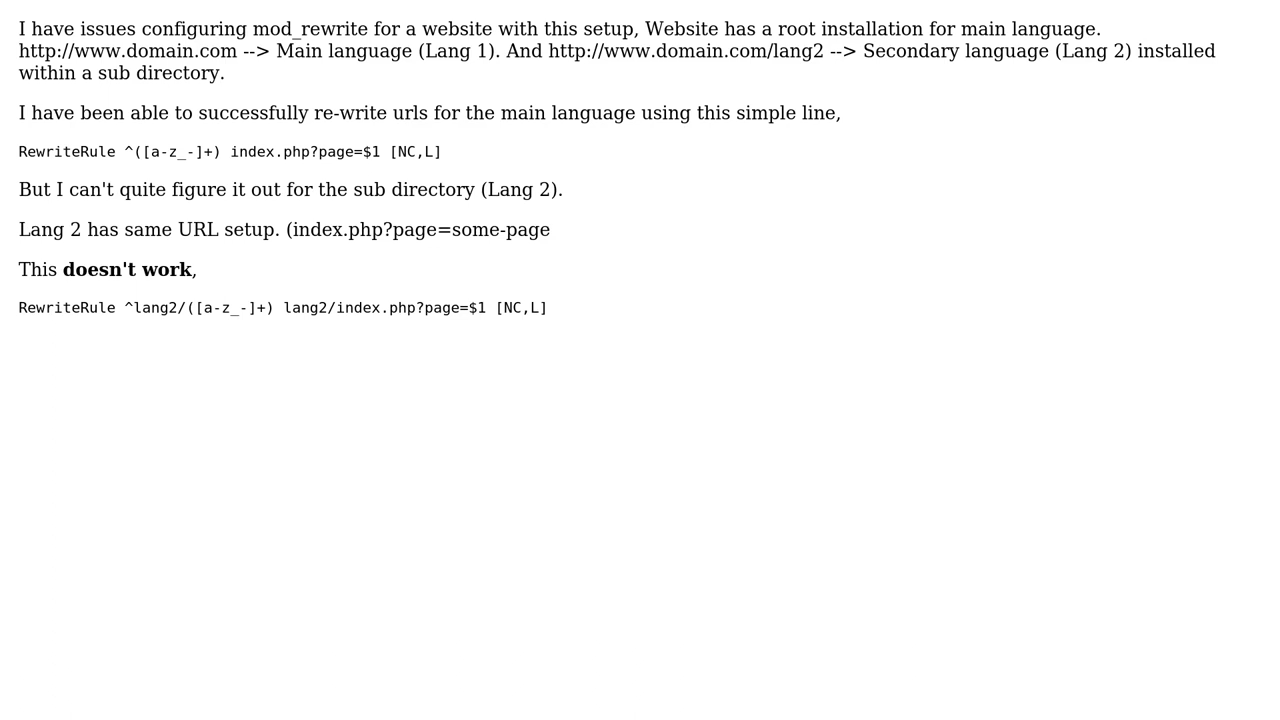 I have issues configuring mod_rewrite for a website with this setup, Website has a root installation for main language.
http://www.domain.com --> Main language (Lang 1). And http://www.domain.com/lang2 --> Secondary language (Lang 2) installed
within a sub directory.
I have been able to successfully re-write urls for the main language using this simple line,
RewriteRule ^([a-z_-]+) index.php?page=$1 [NC,L]
But I can't quite figure it out for the sub directory (Lang 2).
Lang 2 has same URL setup. (index.php?page=some-page
This doesn't work,
RewriteRule ^lang2/([a-z_-]+) lang2/index.php?page=$1 [NC,L]